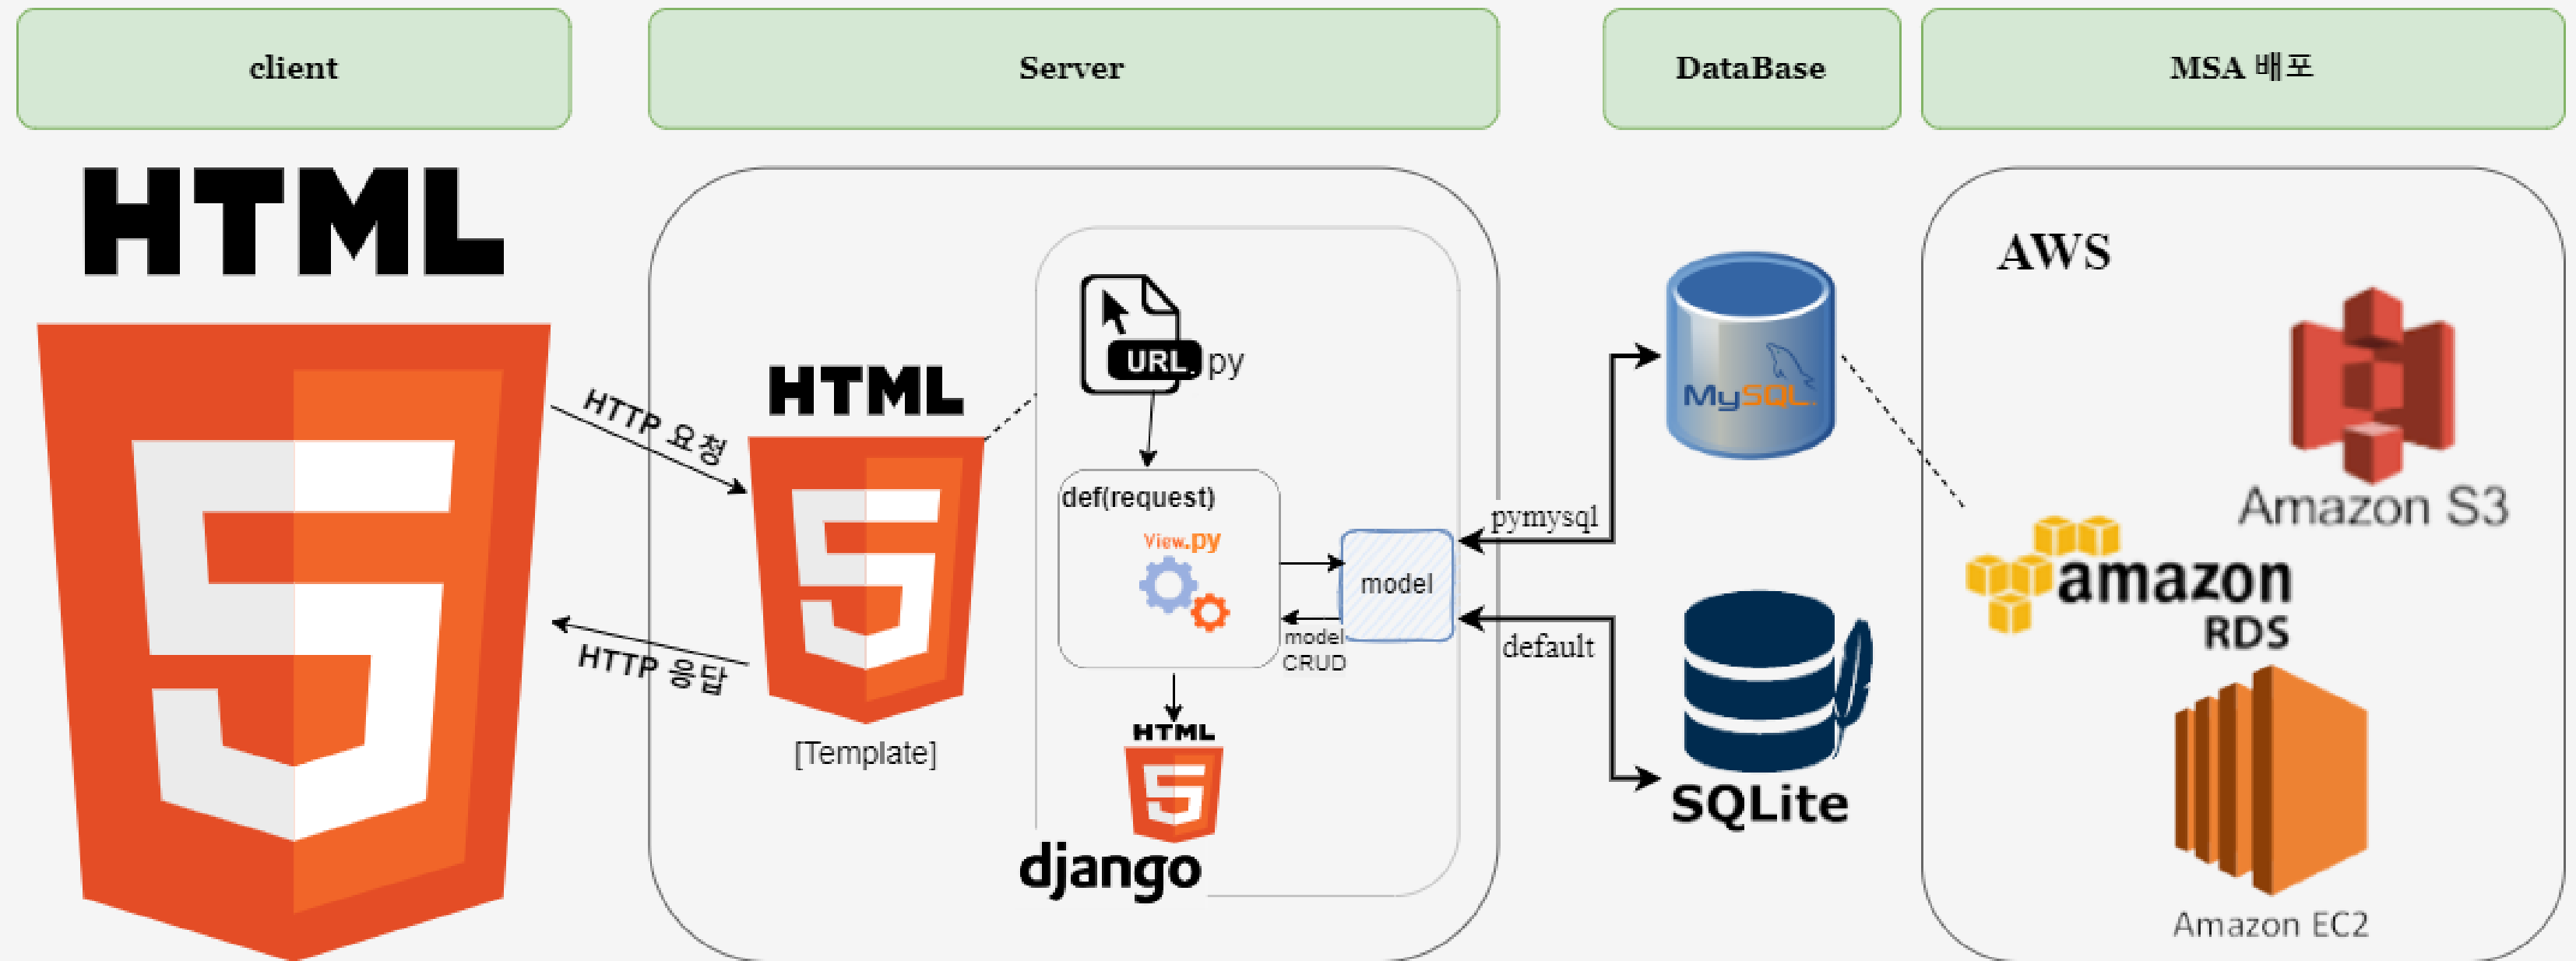 client
Server
DataBase
MSA 배포
HTML
HTTP 요청
HTTP 응답
HTML
[Template]
URL.py
def(request)
View.py
model
model
CRUD
HTML
django
pymysql
default
MySQL
SQLite
AWS
Amazon S3
amazon
RDS
Amazon EC2